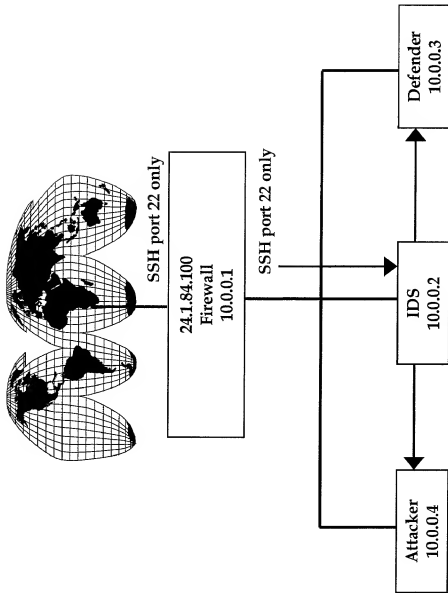 SSH port 22 only
24.1.84.100
Firewall
10.0.0.1
SSH port 22 only
Attacker
10.0.0.4
IDS
10.0.0.2
Defender
10.0.0.3